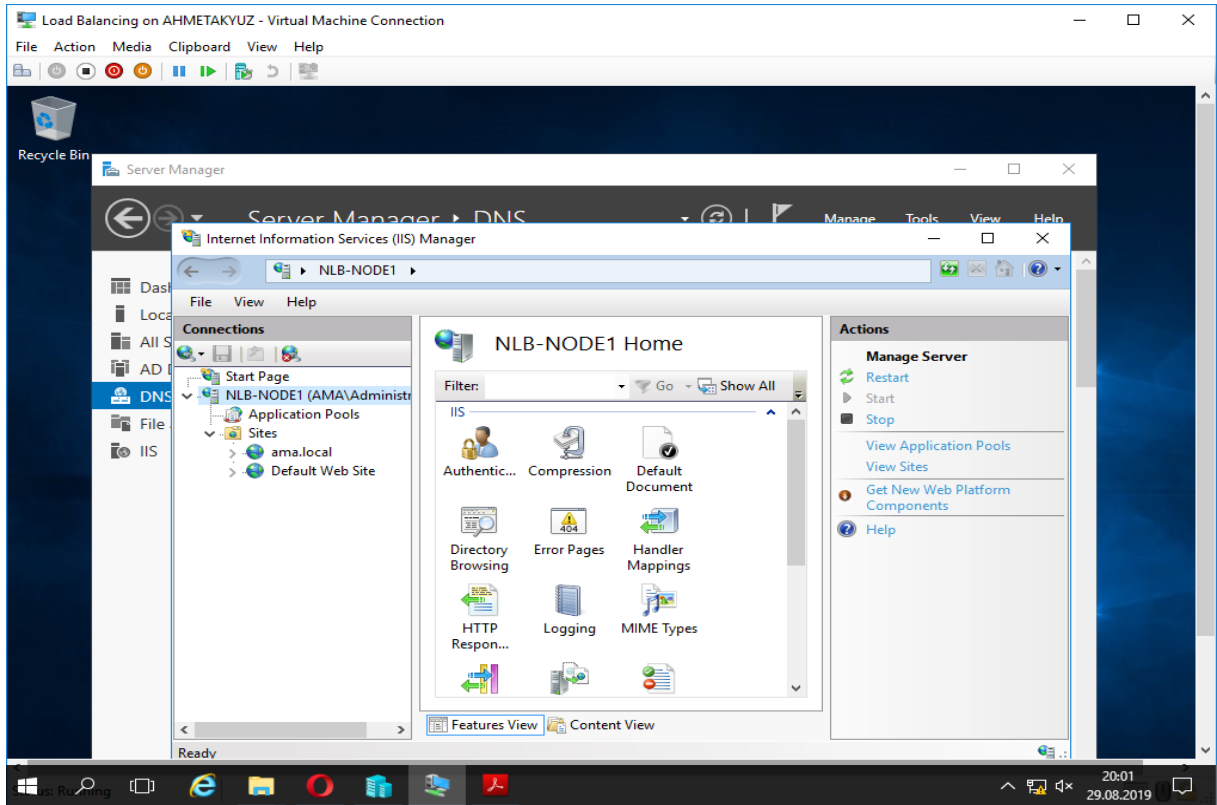 Load Balancing on AHMETAKYUZ - Virtual Machine Connection
File Action Media Clipboard View Help
Recycle Bin
Server Manager
Server Manager DNS
Manage Tools View Help
Internet Information Services (IIS) Manager
NLB-NODE1
File View Help
Das
Loca
All S
AD
DNS
File
IIS
Connections
Start Page
NLB-NODE1 (AMA\Administr
Application Pools
Sites
ama.local
Default Web Site
NLB-NODE1 Home
Filter: Go Show All
IIS
Authentic... Compression Default
Document
404
Directory
Browsing
Error Pages
Handler
Mappings
HTTP
Respon...
Logging
MIME Types
Features View Content View
Actions
Manage Server
Restart
Start
Stop
View Application Pools
View Sites
Get New Web Platform
Components
Help
Ready
20:01
29.08.2019